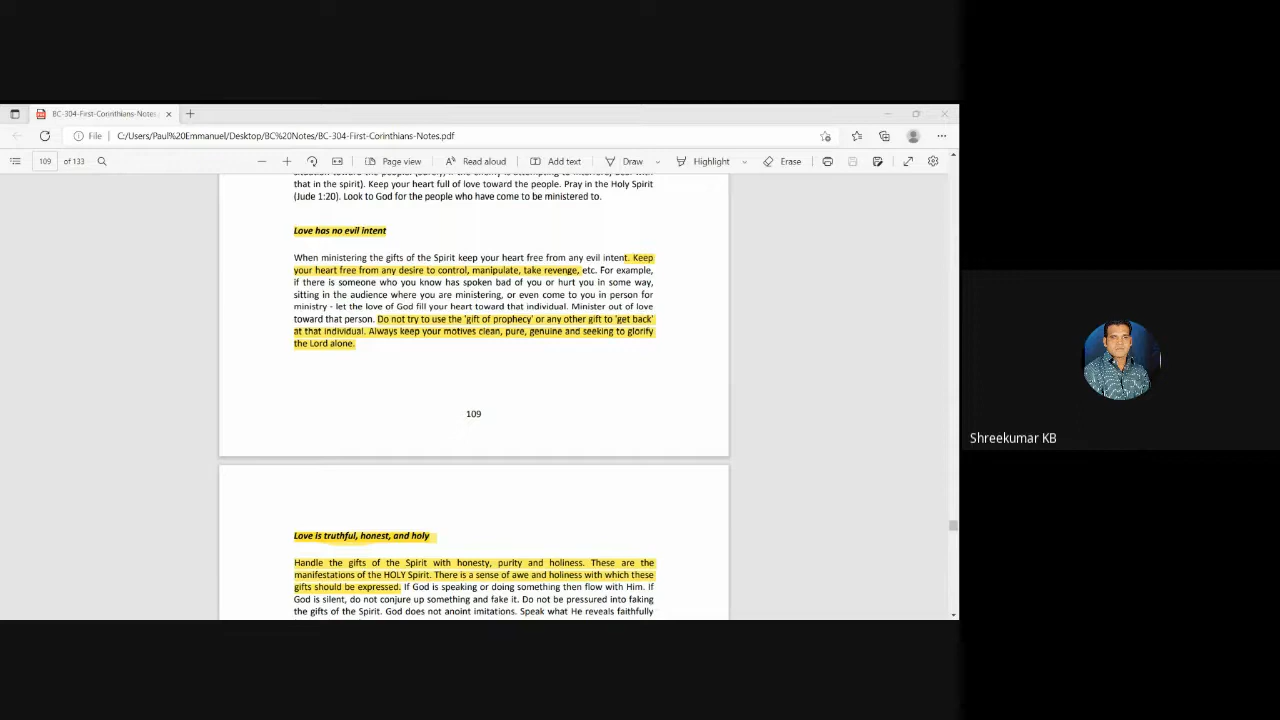 BC-304-First-Corinthians-Notes
File C:/Users/Paul%20Emmanuel/Desktop/BC%20Notes/BC-304-First-Corinthians-Notes.pdf
109 of 133 Page view Read aloud Add text Draw Highlight Erase
that in the spirit). Keep your heart full of love toward the people. Pray in the Holy Spirit
(Jude 1:20). Look to God for the people who have come to be ministered to.
Love has no evil intent
When ministering the gifts of the Spirit keep your heart free from any evil intent. Keep
your heart free from any desire to control, manipulate, take revenge, etc. For example,
if there is someone who you know has spoken bad of you or hurt you in some way,
sitting in the audience where you are ministering, or even come to you in person for
ministry - let the love of God fill your heart toward that individual. Minister out of love
toward that person. Do not try to use the 'gift of prophecy' or any other gift to 'get back'
at that individual. Always keep your motives clean, pure, genuine and seeking to glorify
the Lord alone.
109
Love is truthful, honest, and holy
Handle the gifts of the Spirit with honesty, purity and holiness. These are the
manifestations of the HOLY Spirit. There is a sense of awe and holiness with which these
gifts should be expressed. If God is speaking or doing something then flow with Him. If
God is silent, do not conjure up something and fake it. Do not be pressured into faking
the gifts of the Spirit. God does not anoint imitations. Speak what He reveals faithfully
Shreekumar KB